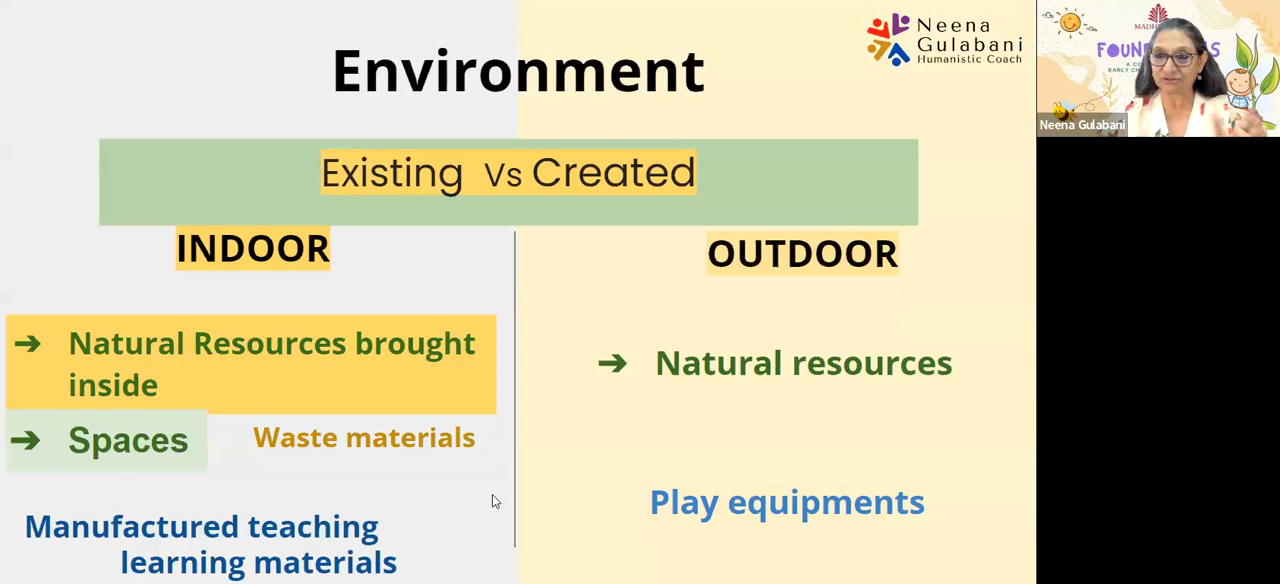 Environment
Neena
Gulabani
Humanistic Coach
Existing Vs Created
INDOOR
OUTDOOR
➔ Natural Resources brought
inside
➔ Spaces
Waste materials
Manufactured teaching
learning materials
➔ Natural resources
Play equipments
Neena Gulabani